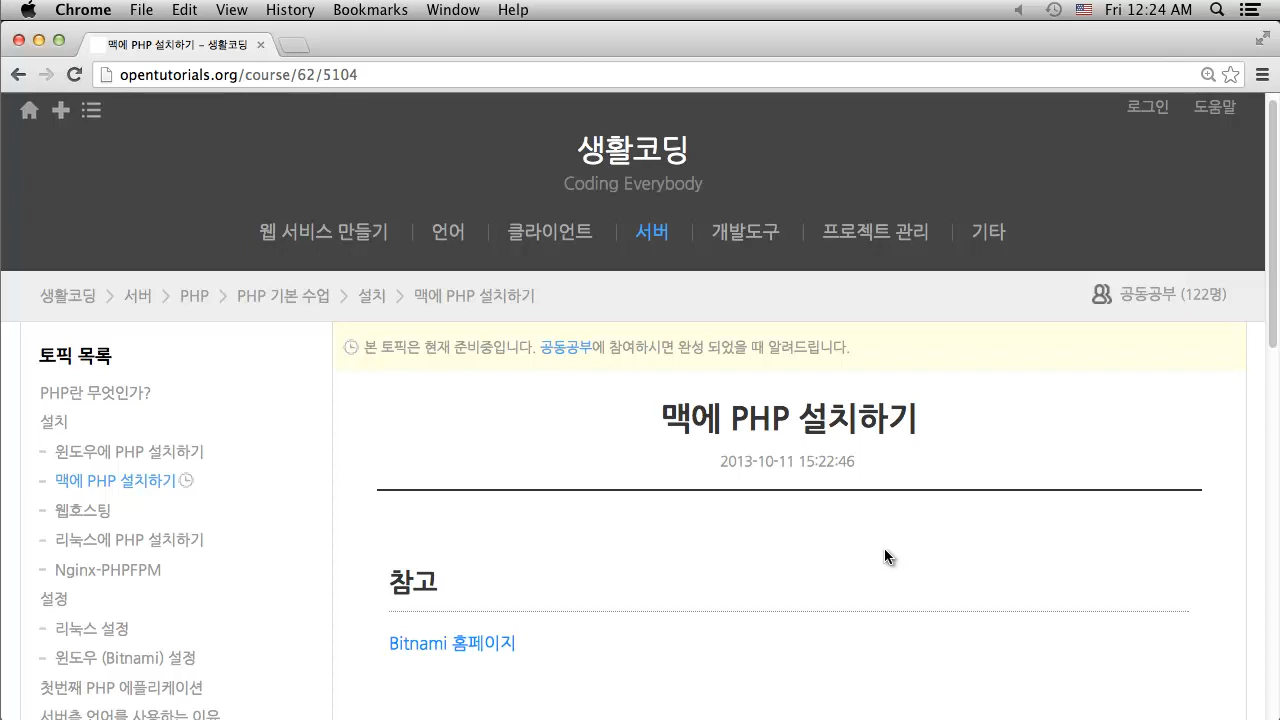 Chrome File Edit View History Bookmarks Window Help Fri 12:24 AM
맥에 PHP 설치하기 - 생활코딩
opentutorials.org/course/62/5104
로그인 도움말
생활코딩
Coding Everybody
웹 서비스 만들기 언어 클라이언트 서버 개발도구 프로젝트 관리 기타
생활코딩 > 서버 > PHP > PHP 기본 수업 > 설치 > 맥에 PHP 설치하기 공동공부 (122명)
토픽 목록
PHP란 무엇인가?
설치
- 윈도우에 PHP 설치하기
- 맥에 PHP 설치하기
- 웹호스팅
- 리눅스에 PHP 설치하기
- Nginx-PHPFPM
설정
- 리눅스 설정
- 윈도우 (Bitnami) 설정
첫번째 PHP 에플리케이션
서버측 언어를 사용하는 이유
본 토픽은 현재 준비중입니다. 공동공부에 참여하시면 완성 되었을 때 알려드립니다.
맥에 PHP 설치하기
2013-10-11 15:22:46
참고
Bitnami 홈페이지